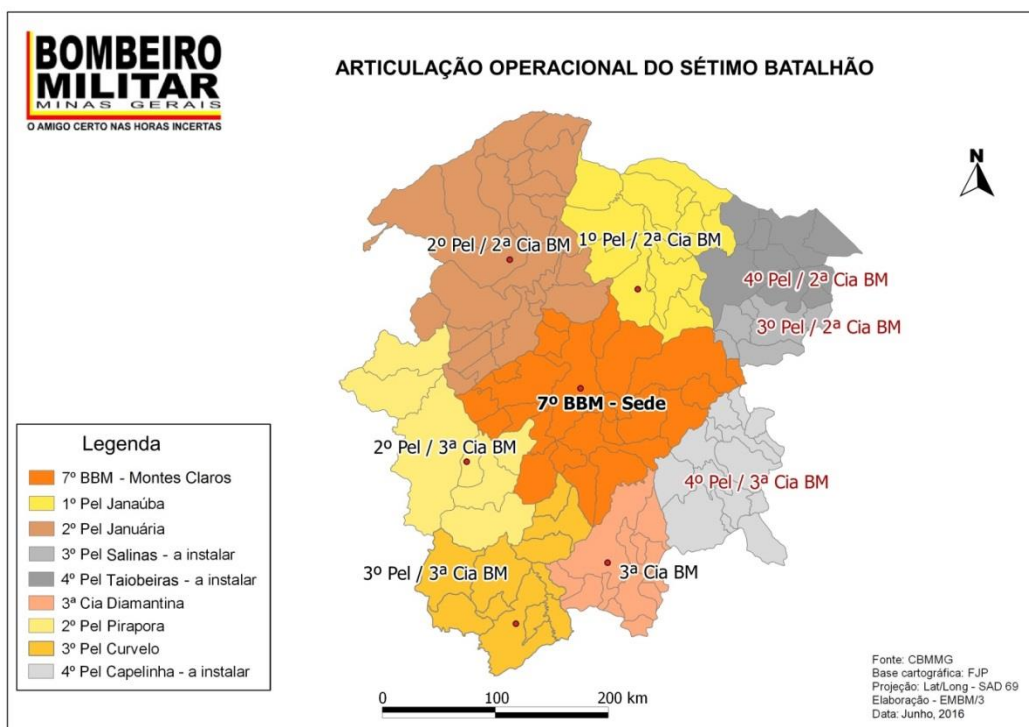 BOMBEIRO
MILITAR
MINAS GERAIS
O AMIGO CERTO NAS HORAS INCERTAS
ARTICULAÇÃO OPERACIONAL DO SÉTIMO BATALHÃO
N
2º Pel / 2ª Cia BM
1º Pel / 2ª Cia BM
4º Pel / 2ª Cia BM
3º Pel / 2ª Cia BM
7º BBM - Sede
2º Pel / 3ª Cia BM
4º Pel / 3ª Cia BM
3º Pel / 3ª Cia BM
3ª Cia BM
Legenda
7º BBM - Montes Claros
1º Pel Janaúba
2º Pel Januária
3º Pel Salinas - a instalar
4º Pel Taiobeiras - a instalar
3ª Cia Diamantina
2º Pel Pirapora
3º Pel Curvelo
4º Pel Capelinha - a instalar
0 100 200 km
Fonte: CBMMG
Base cartográfica: FJP
Projeção: Lat/Long - SAD 69
Elaboração - EMBM/3
Data: Junho, 2016